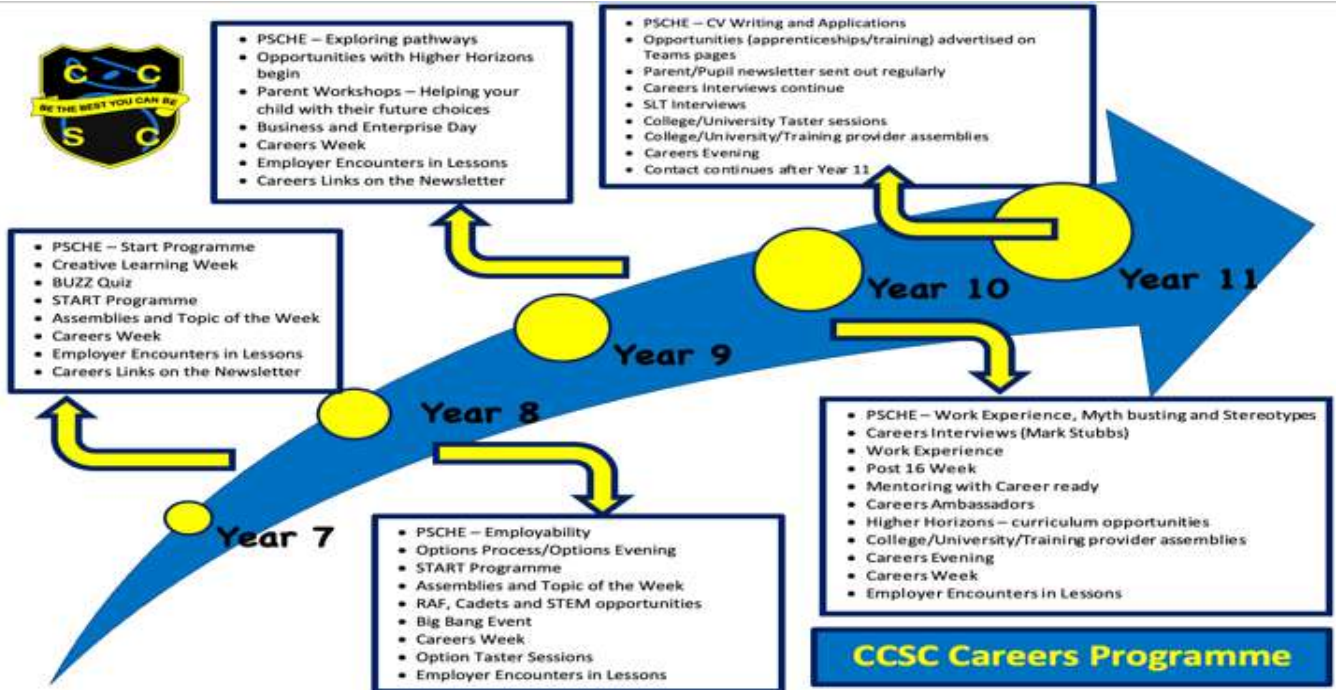 C C
BE THE BEST YOU CAN BE
S C
• PSCHE – Exploring pathways
• Opportunities with Higher Horizons
begin
• Parent Workshops – Helping your
child with their future choices
• Business and Enterprise Day
• Careers Week
• Employer Encounters in Lessons
• Careers Links on the Newsletter
• PSCHE – CV Writing and Applications
• Opportunities (apprenticeships/training) advertised on
Teams pages
• Parent/Pupil newsletter sent out regularly
• Careers Interviews continue
• SLT Interviews
• College/University Taster sessions
• College/University/Training provider assemblies
• Careers Evening
• Contact continues after Year 11
• PSCHE – Start Programme
• Creative Learning Week
• BUZZ Quiz
• START Programme
• Assemblies and Topic of the Week
• Careers Week
• Employer Encounters in Lessons
• Careers Links on the Newsletter
Year 7
Year 8
Year 9
Year 10
Year 11
• PSCHE – Employability
• Options Process/Options Evening
• START Programme
• Assemblies and Topic of the Week
• RAF, Cadets and STEM opportunities
• Big Bang Event
• Careers Week
• Option Taster Sessions
• Employer Encounters in Lessons
• PSCHE – Work Experience, Myth busting and Stereotypes
• Careers Interviews (Mark Stubbs)
• Work Experience
• Post 16 Week
• Mentoring with Career ready
• Careers Ambassadors
• Higher Horizons – curriculum opportunities
• College/University/Training provider assemblies
• Careers Evening
• Careers Week
• Employer Encounters in Lessons
CCSC Careers Programme